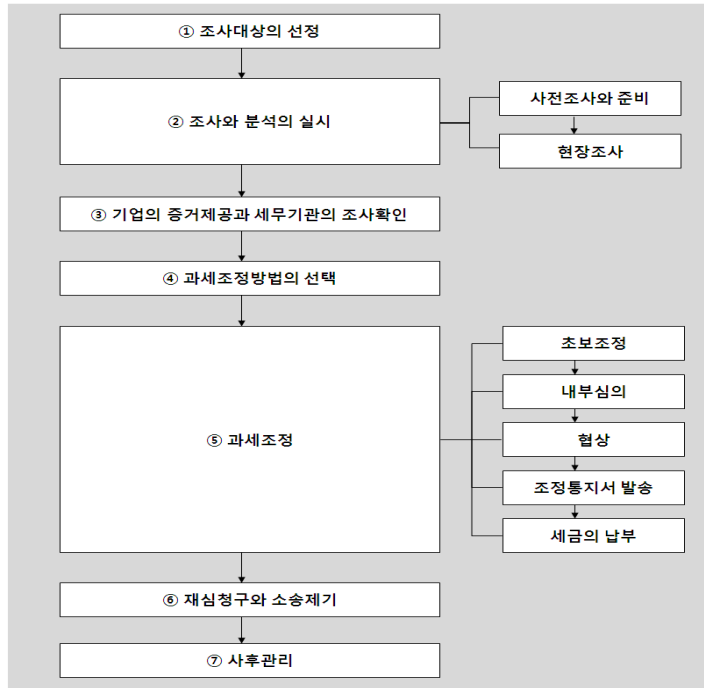 ① 조사대상의 선정
② 조사와 분석의 실시
사전조사와 준비
현장조사
③ 기업의 증거제공과 세무기관의 조사확인
④ 과세조정방법의 선택
⑤ 과세조정
초보조정
내부심의
협상
조정통지서 발송
세금의 납부
⑥ 재심청구와 소송제기
⑦ 사후관리